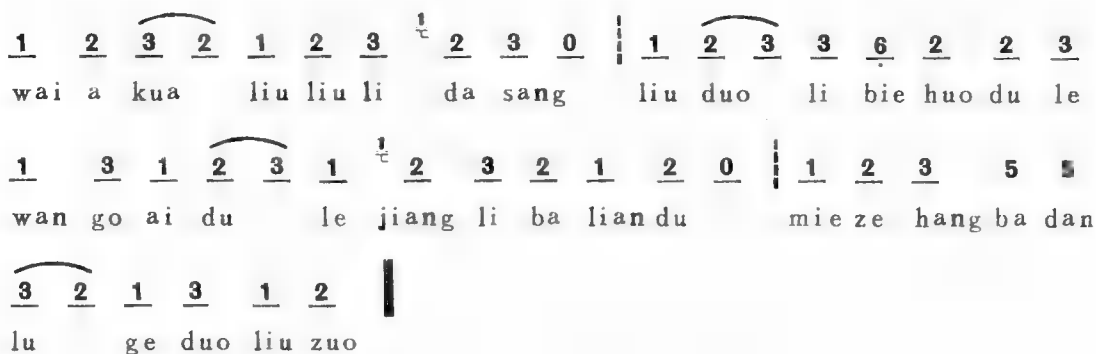 1 2 3 2 1 2 3 1 2 3 0 1 2 3 3 6 2 2 3
wai a kua liu liu li da sang liu duo li bie huo du le
1 3 1 2 3 1 1 2 3 2 1 2 0 1 2 3 5 5
wan go ai du le jiang li ba lian du mie ze hang ba dan
3 2 1 3 1 2
lu ge duo liu zuo